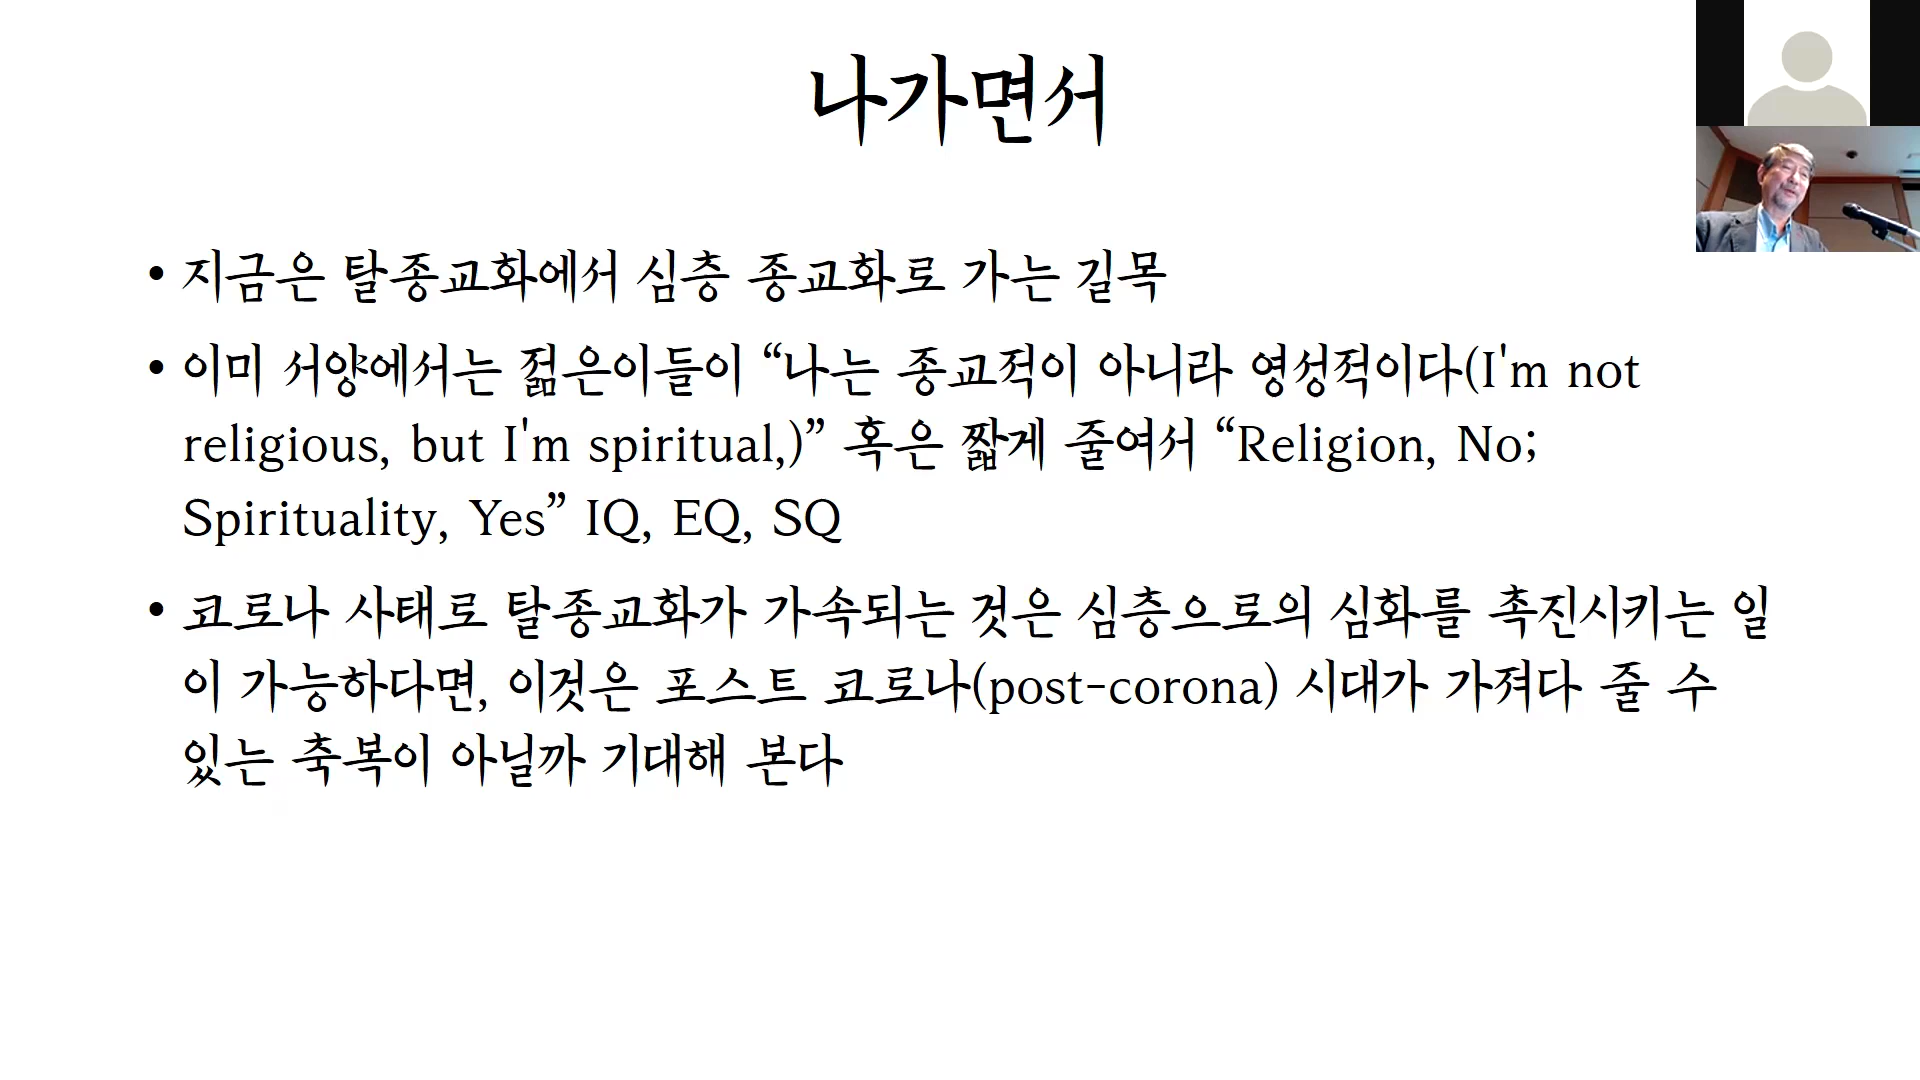 나가면서
• 지금은 탈종교화에서 심층 종교화로 가는 길목
• 이미 서양에서는 젊은이들이 “나는 종교적이 아니라 영성적이다(I'm not
religious, but I'm spiritual,)” 혹은 짧게 줄여서 “Religion, No;
Spirituality, Yes” IQ, EQ, SQ
• 코로나 사태로 탈종교화가 가속되는 것은 심층으로의 심화를 촉진시키는 일
이 가능하다면, 이것은 포스트 코로나(post-corona) 시대가 가져다 줄 수
있는 축복이 아닐까 기대해 본다